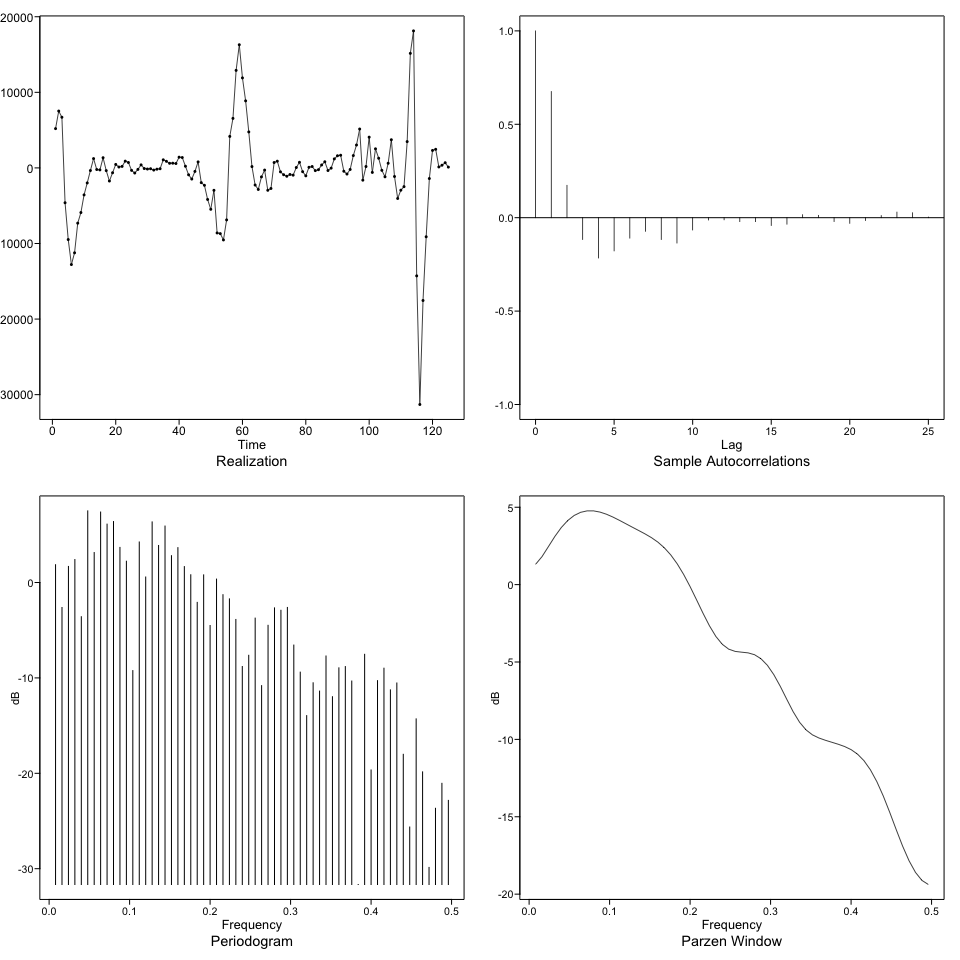 20000
10000
0
10000
20000
30000
0 20 40 60 80 100 120
Time
Realization
1.0
0.5
0.0
-0.5
-1.0
0 5 10 15 20 25
Lag
Sample Autocorrelations
0
-10
-20
-30
dB
0.0 0.1 0.2 0.3 0.4 0.5
Frequency
Periodogram
5
0
-5
-10
-15
-20
dB
0.0 0.1 0.2 0.3 0.4 0.5
Frequency
Parzen Window